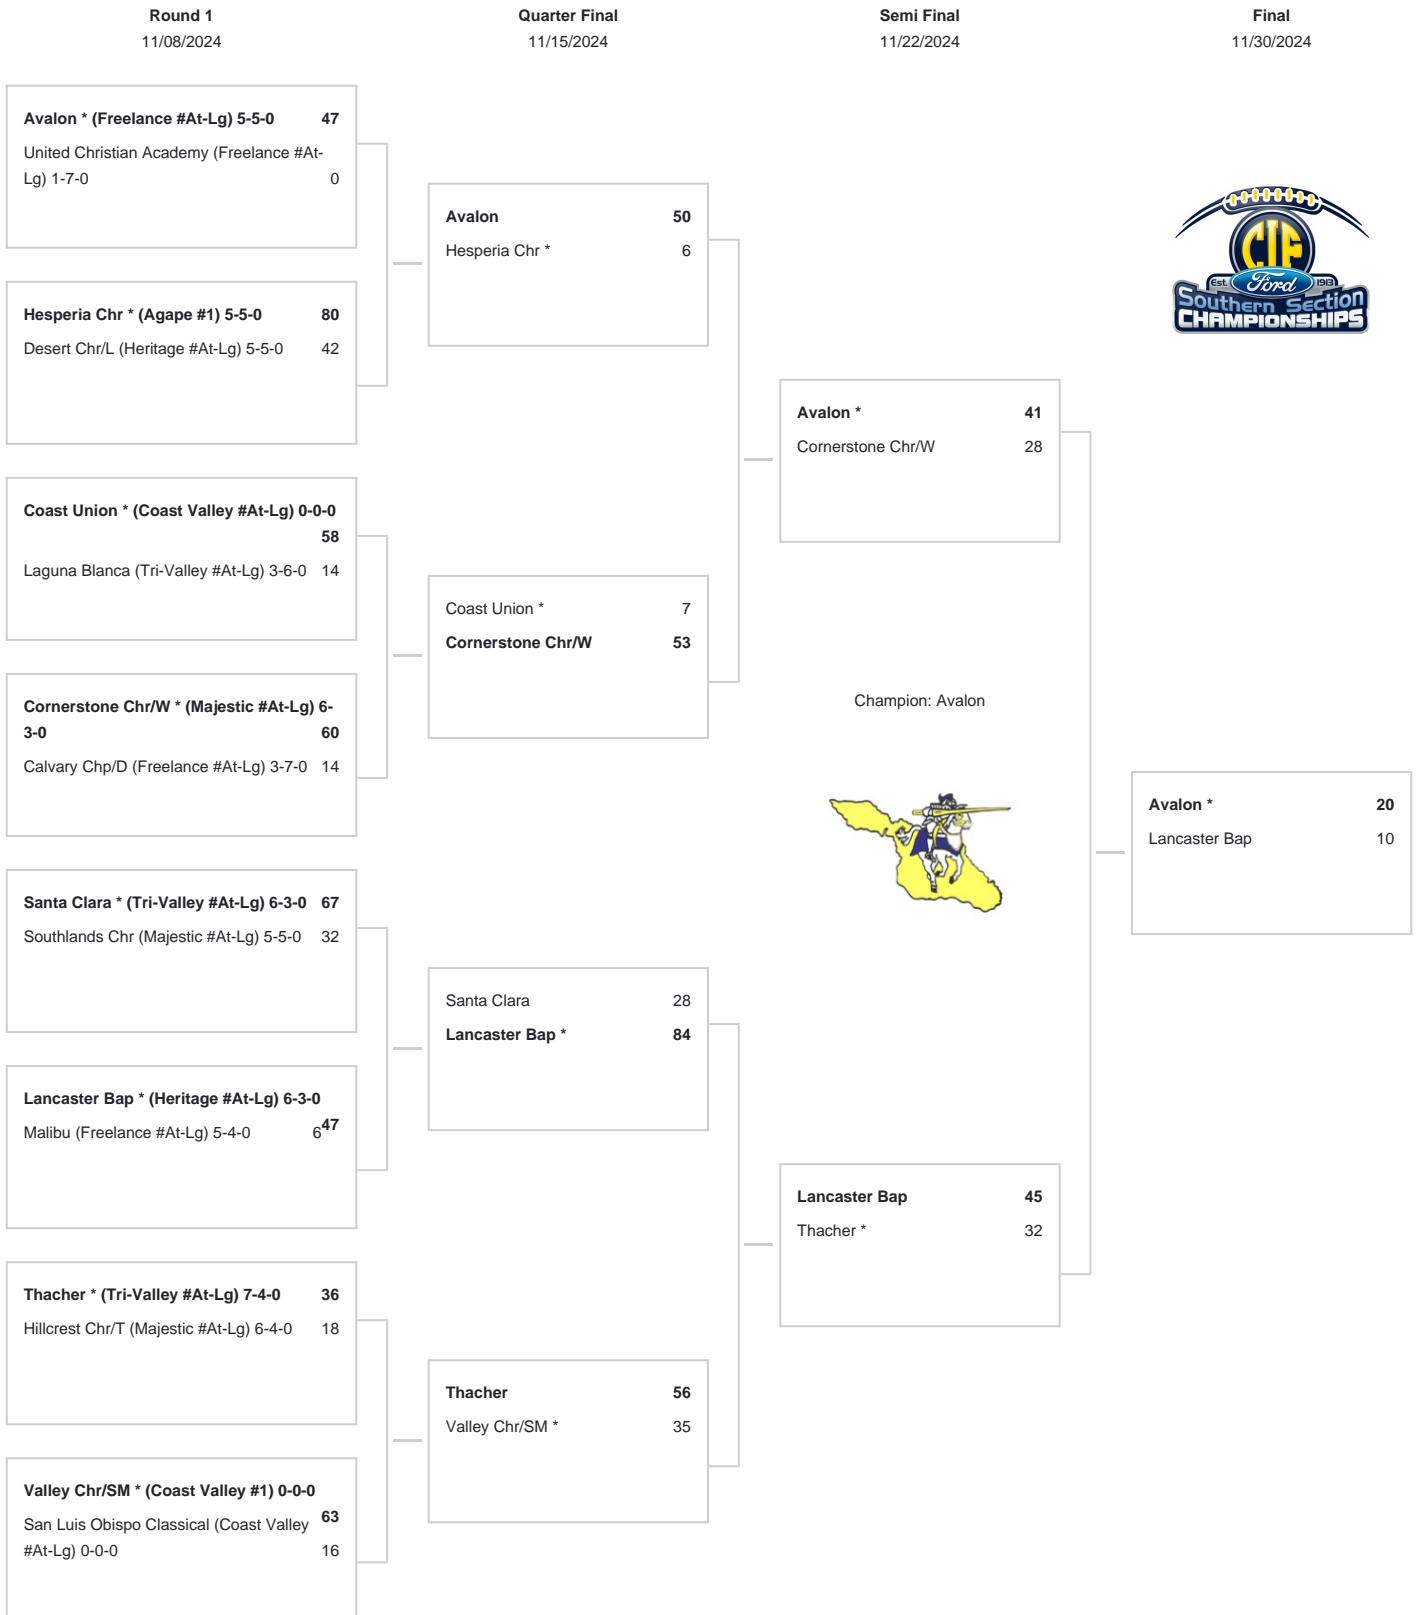 Round 1
11/08/2024
Quarter Final
11/15/2024
Semi Final
11/22/2024
Final
11/30/2024
Avalon * (Freelance #At-Lg) 5-5-0 47
United Christian Academy (Freelance #At-
Lg) 1-7-0 0
Hesperia Chr * (Agape #1) 5-5-0 80
Desert Chr/L (Heritage #At-Lg) 5-5-0 42
Coast Union * (Coast Valley #At-Lg) 0-0-0
58
Laguna Blanca (Tri-Valley #At-Lg) 3-6-0 14
Cornerstone Chr/W * (Majestic #At-Lg) 6-
3-0 60
Calvary Chp/D (Freelance #At-Lg) 3-7-0 14
Santa Clara * (Tri-Valley #At-Lg) 6-3-0 67
Southlands Chr (Majestic #At-Lg) 5-5-0 32
Lancaster Bap * (Heritage #At-Lg) 6-3-0
47
Malibu (Freelance #At-Lg) 5-4-0 6
Thacher * (Tri-Valley #At-Lg) 7-4-0 36
Hillcrest Chr/T (Majestic #At-Lg) 6-4-0 18
Valley Chr/SM * (Coast Valley #1) 0-0-0
63
San Luis Obispo Classical (Coast Valley
#At-Lg) 0-0-0 16
Avalon 50
Hesperia Chr * 6
Coast Union * 7
Cornerstone Chr/W 53
Santa Clara 28
Lancaster Bap * 84
Thacher 56
Valley Chr/SM * 35
Avalon * 41
Cornerstone Chr/W 28
Champion: Avalon
Lancaster Bap 45
Thacher * 32
CIF
Est. Ford 1913
Southern Section
CHAMPIONSHIPS
Avalon * 20
Lancaster Bap 10